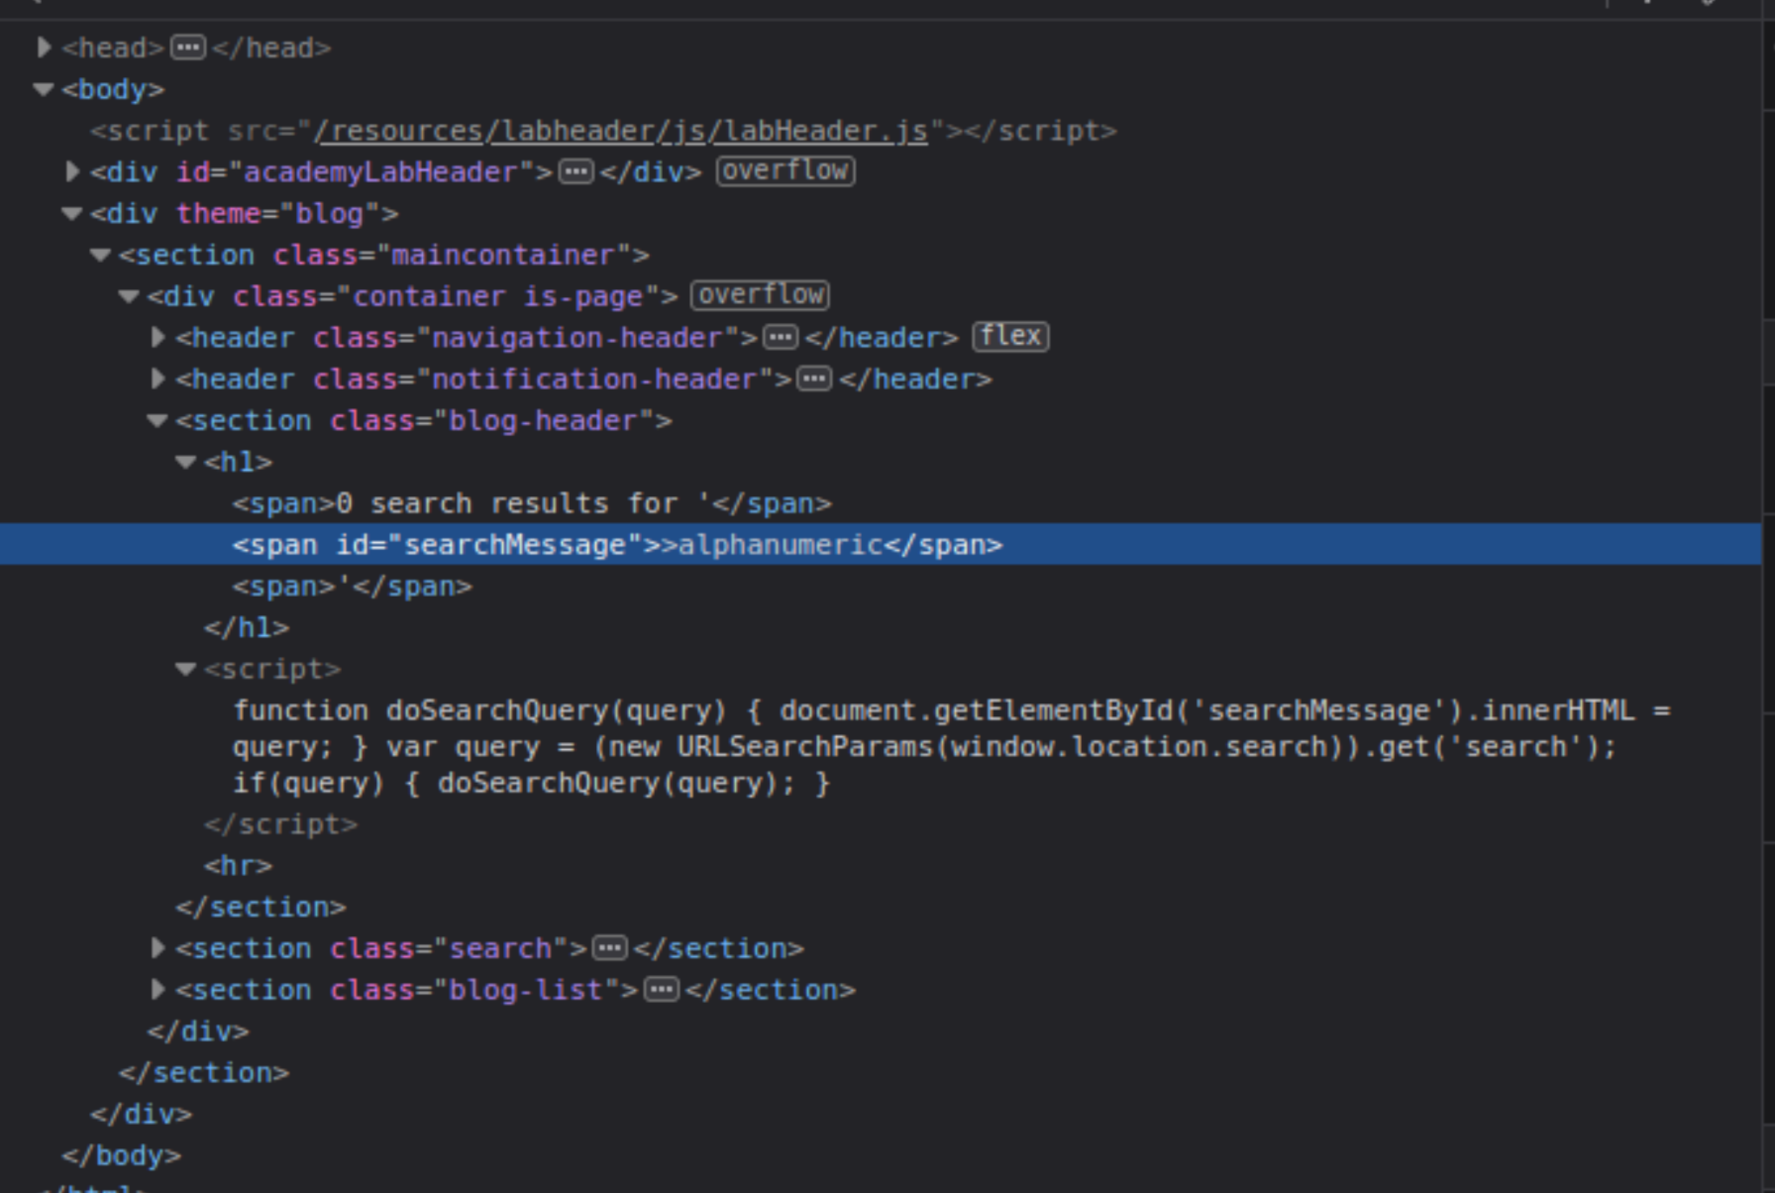 <head> ••• </head>
<body>
<script src="/resources/labheader/js/labHeader.js"></script>
<div id="academyLabHeader"> ••• </div> overflow
<div theme="blog">
<section class="maincontainer">
<div class="container is-page"> overflow
<header class="navigation-header"> ••• </header> flex
<header class="notification-header"> ••• </header>
<section class="blog-header">
<h1>
<span>0 search results for '</span>
<span id="searchMessage">>alphanumeric</span>
<span>'</span>
</h1>
<script>
function doSearchQuery(query) { document.getElementById('searchMessage').innerHTML =
query; } var query = (new URLSearchParams(window.location.search)).get('search');
if(query) { doSearchQuery(query); }
</script>
<hr>
</section>
<section class="search"> ••• </section>
<section class="blog-list"> ••• </section>
</div>
</section>
</div>
</body>